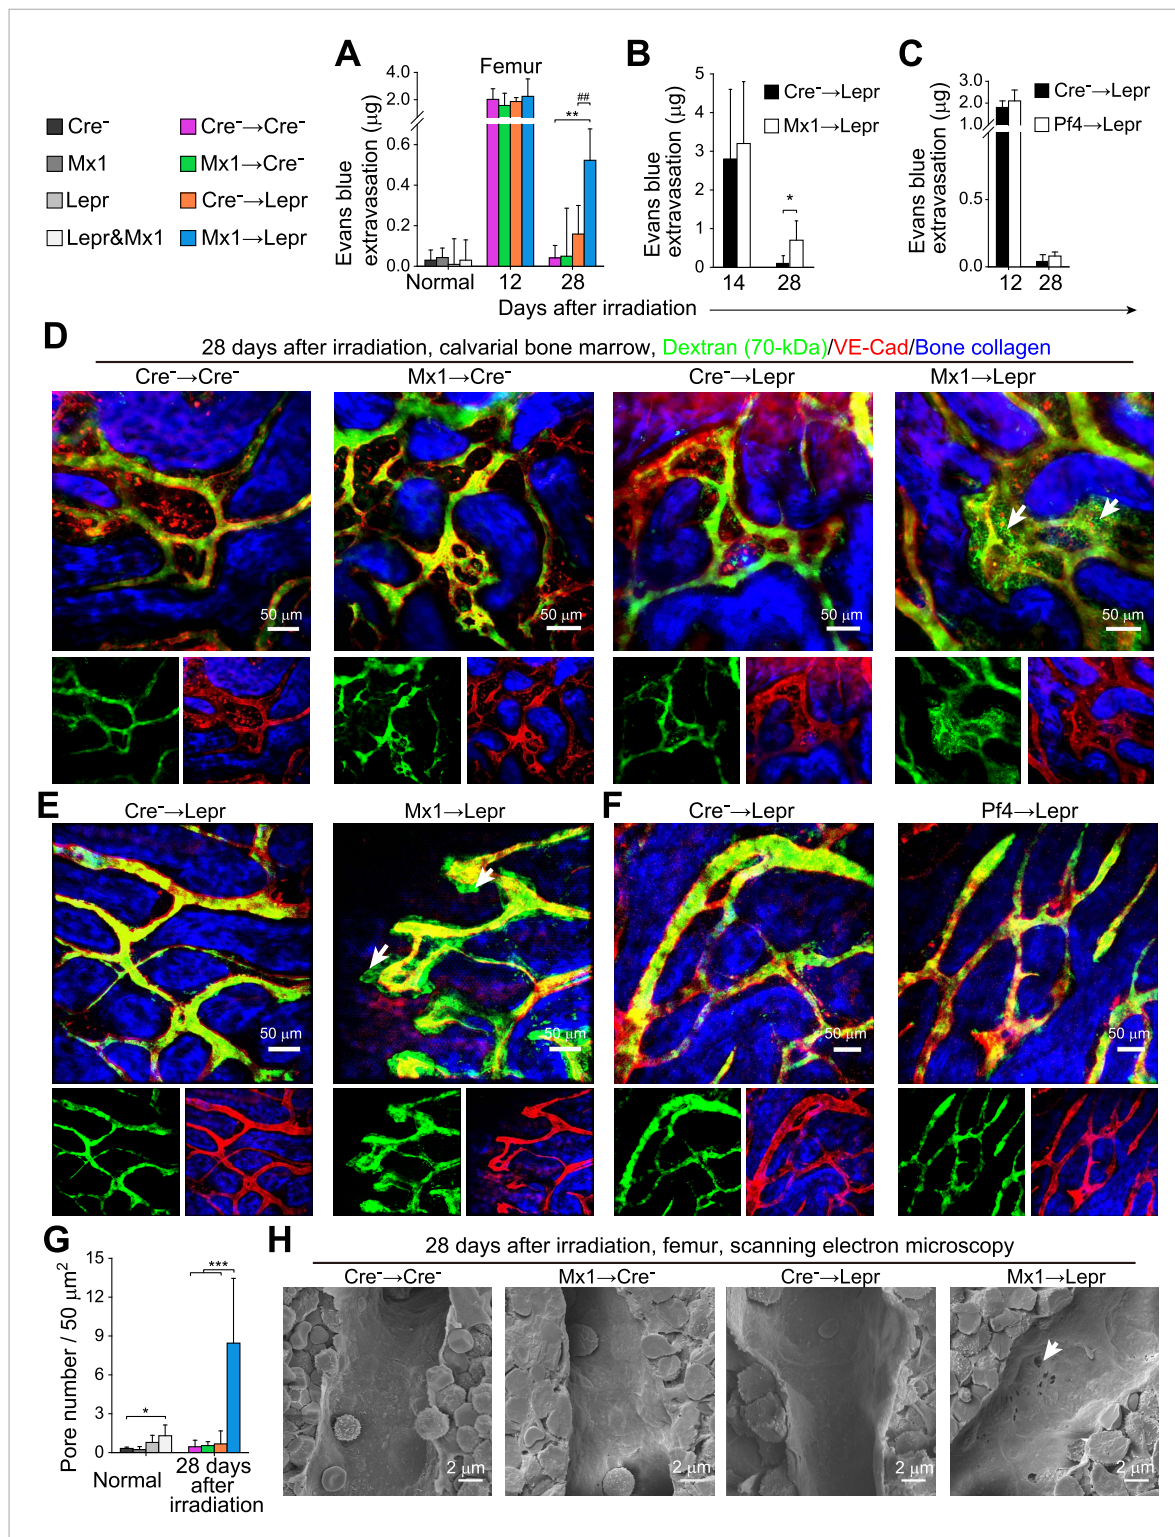 A
B
C
Femur
Cre⁻
Mx1
Lepr
Lepr&Mx1
Cre⁻→Cre⁻
Mx1→Cre⁻
Cre⁻→Lepr
Mx1→Lepr
Evans blue
extravasation (μg)
4.0
2.0
0.6
0.4
0.2
0.0
**
##
Normal
12
28
Evans blue
extravasation (μg)
5
4
3
2
1
0
Cre⁻→Lepr
Mx1→Lepr
*
14
28
Evans blue
extravasation (μg)
3.0
2.0
1.0
0.5
0.0
Cre⁻→Lepr
Pf4→Lepr
12
28
Days after irradiation
D
28 days after irradiation, calvarial bone marrow, Dextran (70-kDa)/VE-Cad/Bone collagen
Cre⁻→Cre⁻
Mx1→Cre⁻
Cre⁻→Lepr
Mx1→Lepr
50 μm
50 μm
50 μm
50 μm
E
Cre⁻→Lepr
Mx1→Lepr
F
Cre⁻→Lepr
Pf4→Lepr
50 μm
50 μm
50 μm
50 μm
G
Pore number / 50 μm²
15
12
9
6
3
0
*
***
Normal
28 days
after
irradiation
H
28 days after irradiation, femur, scanning electron microscopy
Cre⁻→Cre⁻
Mx1→Cre⁻
Cre⁻→Lepr
Mx1→Lepr
2 μm
2 μm
2 μm
2 μm